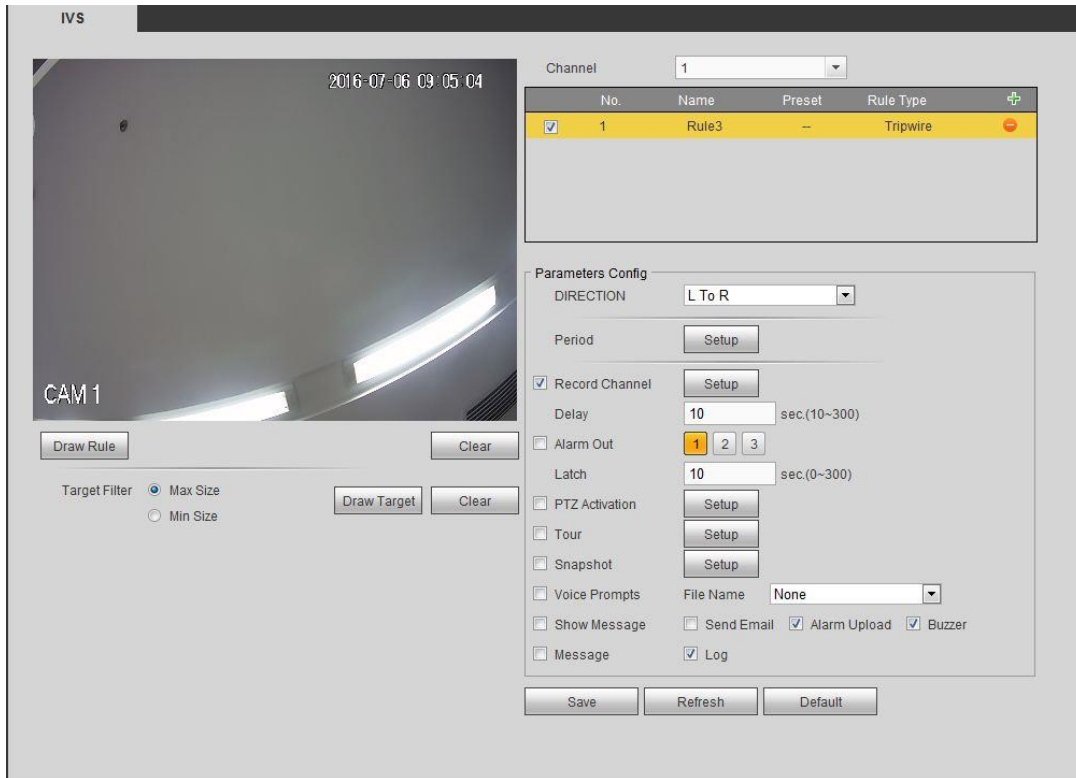 IVS
2016-07-06 09:05:04
CAM 1
Draw Rule Clear
Target Filter Max Size Draw Target Clear
Min Size
Channel 1
No. Name Preset Rule Type
1 Rule3 -- Tripwire
Parameters Config
DIRECTION L To R
Period Setup
Record Channel Setup
Delay 10 sec.(10~300)
Alarm Out 1 2 3
Latch 10 sec.(0~300)
PTZ Activation Setup
Tour Setup
Snapshot Setup
Voice Prompts File Name None
Show Message Send Email Alarm Upload Buzzer
Message Log
Save Refresh Default